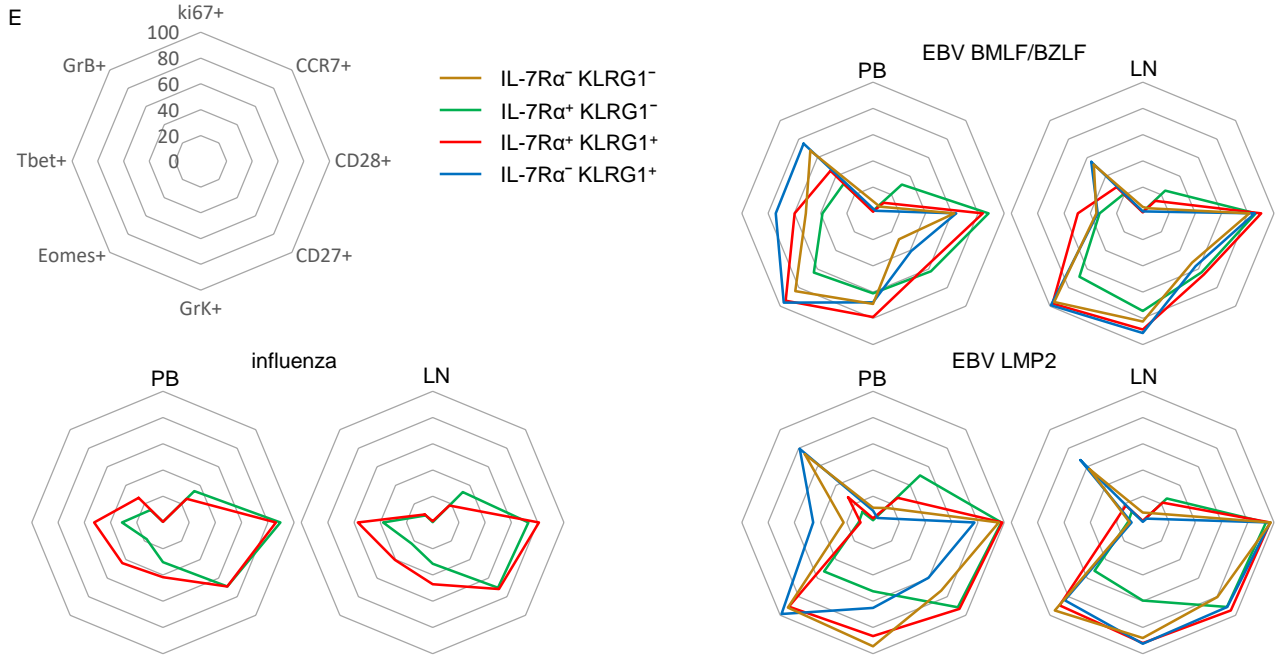 E
ki67+
100
80
60
40
20
0
CCR7+
CD28+
CD27+
GrK+
Eomes+
Tbet+
GrB+
IL-7Rα⁻ KLRG1⁻
IL-7Rα⁺ KLRG1⁻
IL-7Rα⁺ KLRG1⁺
IL-7Rα⁻ KLRG1⁺
EBV BMLF/BZLF
PB
LN
influenza
PB
LN
EBV LMP2
PB
LN